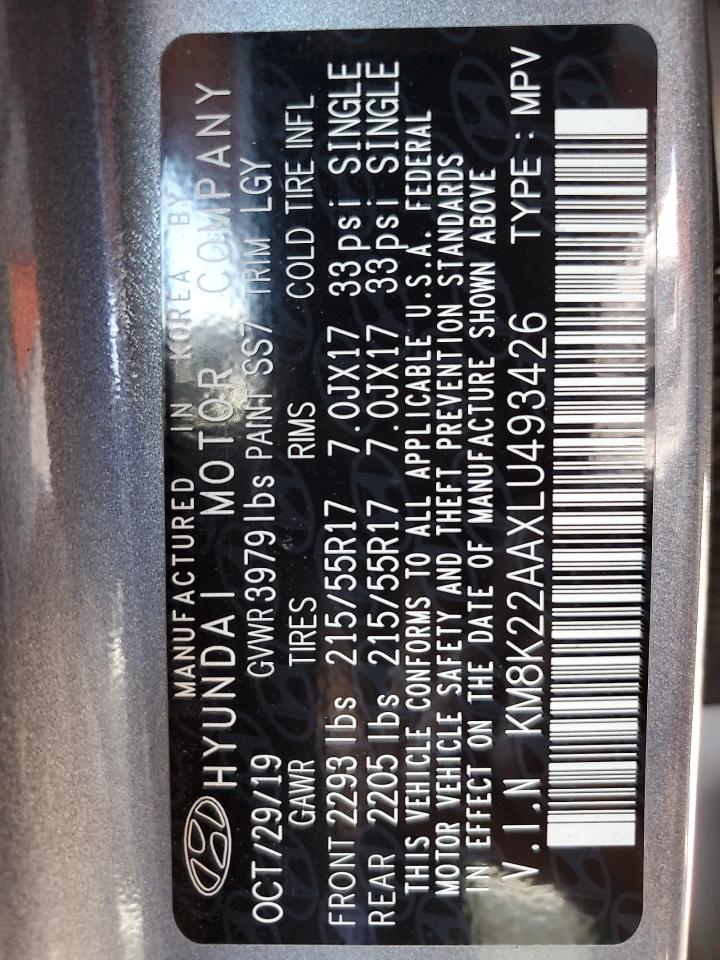 MANUFACTURED IN KOREA BY
HYUNDAI MOTOR COMPANY
OCT/29/19 GVWR 3979lbs PAINT SS7 TRIM LGY
GAWR TIRES RIMS COLD TIRE INFL
FRONT 2293 lbs 215/55R17 7.0JX17 33psi SINGLE
REAR 2205 lbs 215/55R17 7.0JX17 33psi SINGLE
THIS VEHICLE CONFORMS TO ALL APPLICABLE U.S.A. FEDERAL
MOTOR VEHICLE SAFETY AND THEFT PREVENTION STANDARDS
IN EFFECT ON THE DATE OF MANUFACTURE SHOWN ABOVE
V.I.N KM8K22AAXLU493426 TYPE : MPV